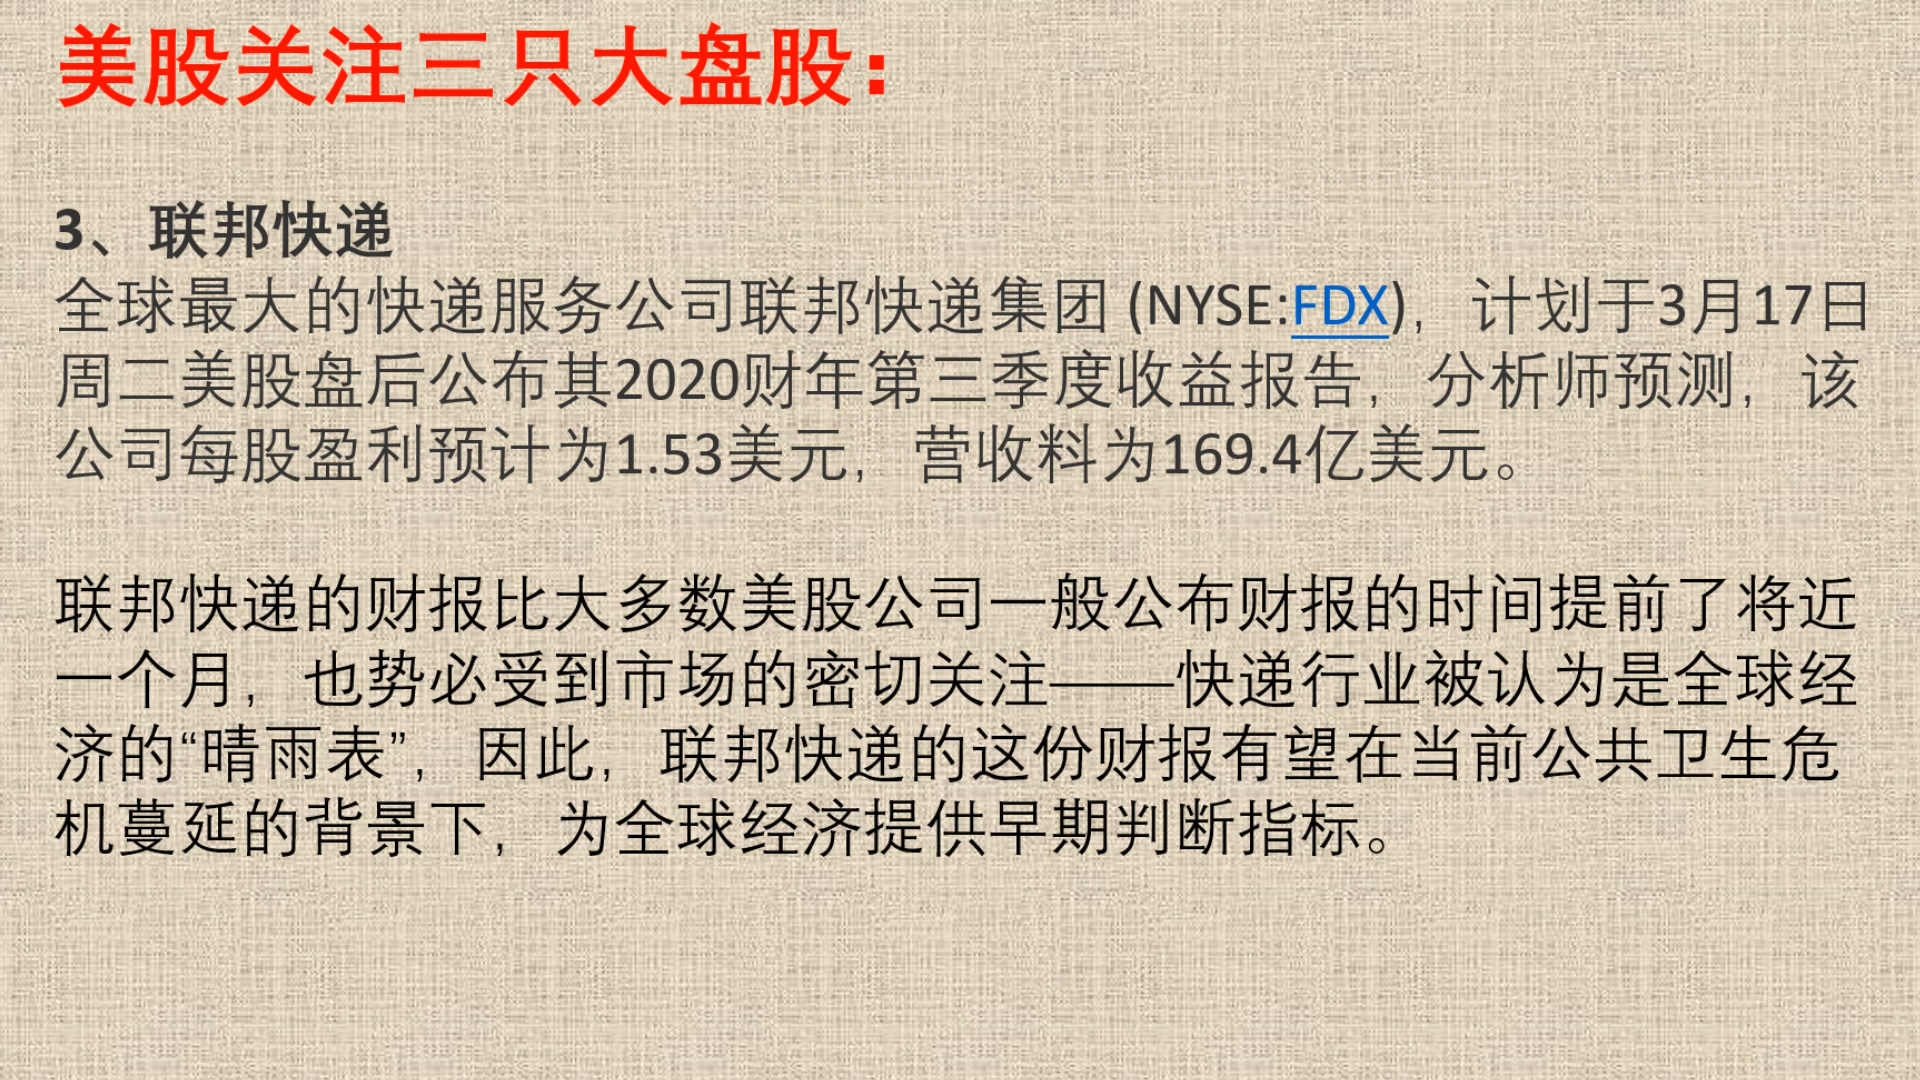 美股关注三只大盘股：
3、联邦快递
全球最大的快递服务公司联邦快递集团 (NYSE:FDX)，计划于3月17日
周二美股盘后公布其2020财年第三季度收益报告，分析师预测，该
公司每股盈利预计为1.53美元，营收料为169.4亿美元。
联邦快递的财报比大多数美股公司一般公布财报的时间提前了将近
一个月，也势必受到市场的密切关注——快递行业被认为是全球经
济的“晴雨表”，因此，联邦快递的这份财报有望在当前公共卫生危
机蔓延的背景下，为全球经济提供早期判断指标。